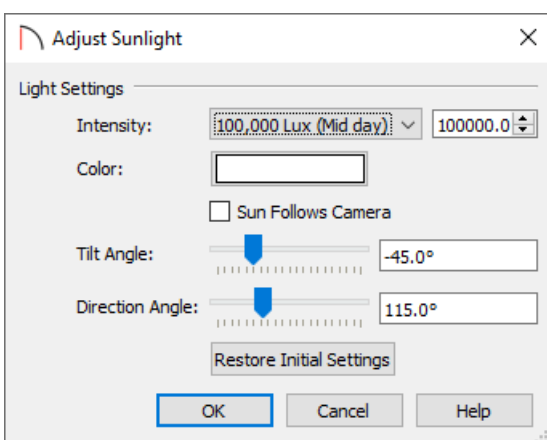 Adjust Sunlight
Light Settings
Intensity: 100,000 Lux (Mid day) 100000.0
Color:
Sun Follows Camera
Tilt Angle: -45.0°
Direction Angle: 115.0°
Restore Initial Settings
OK Cancel Help